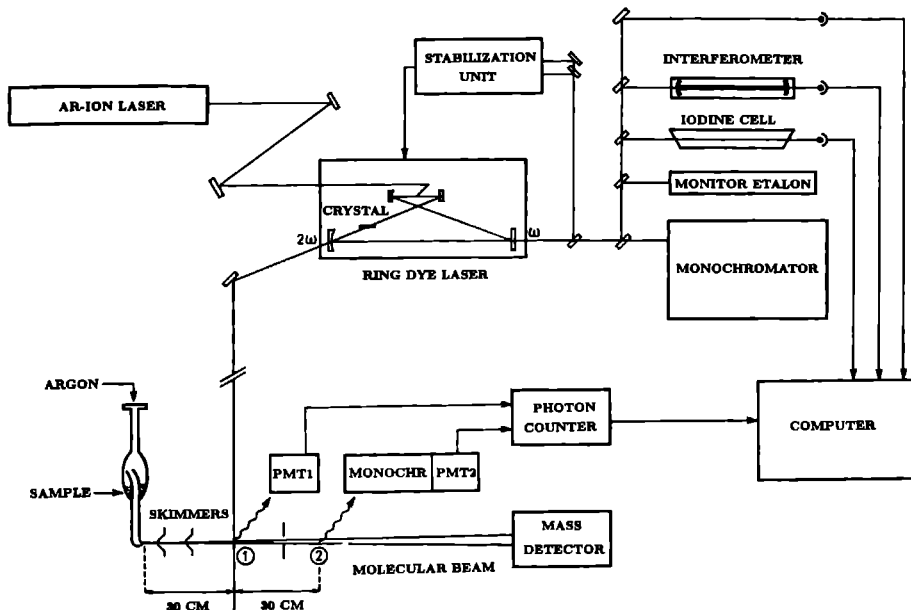 STABILIZATION
UNIT
INTERFEROMETER
AR-ION LASER
IODINE CELL
MONITOR ETALON
CRYSTAL
2ω
ω
MONOCHROMATOR
RING DYE LASER
ARGON
PHOTON
COUNTER
COMPUTER
PMT1
MONOCHR
PMT2
SAMPLE
SKIMMERS
MASS
DETECTOR
1
2
MOLECULAR BEAM
30 CM
30 CM